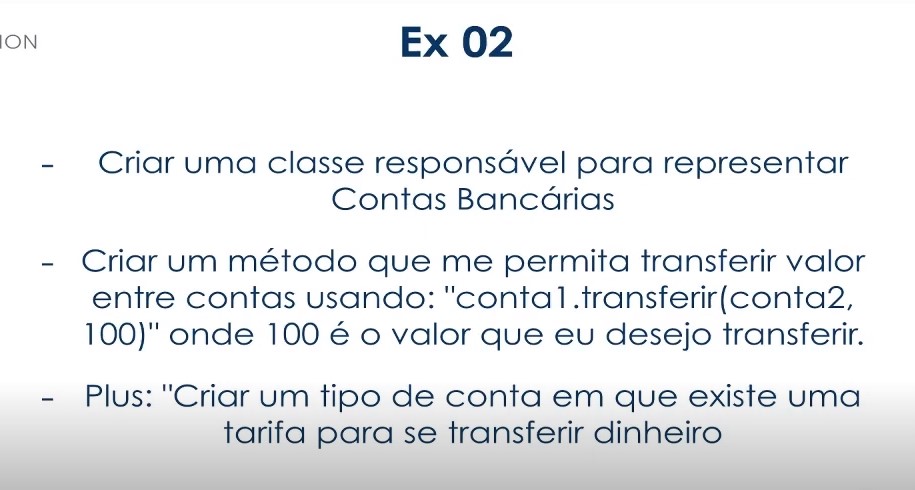 ION
Ex 02
- Criar uma classe responsável para representar
Contas Bancárias
- Criar um método que me permita transferir valor
entre contas usando: "conta1.transferir(conta2,
100)" onde 100 é o valor que eu desejo transferir.
- Plus: "Criar um tipo de conta em que existe uma
tarifa para se transferir dinheiro